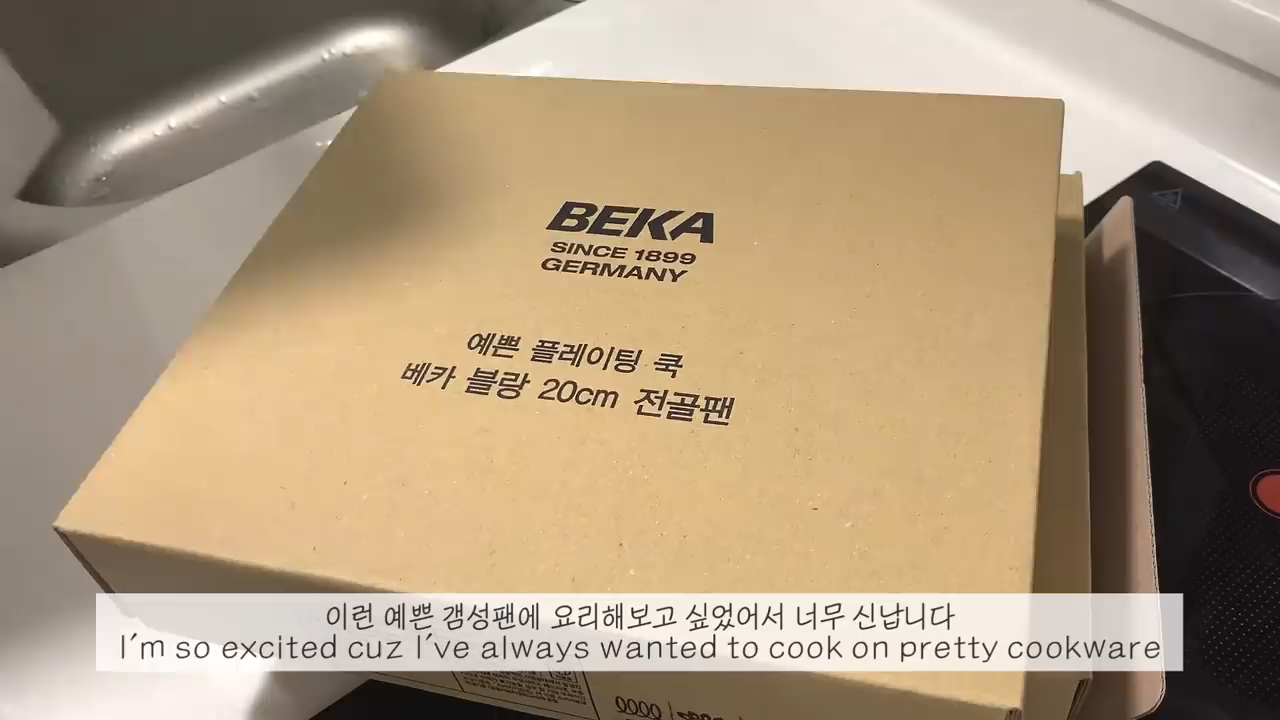 BEKA
SINCE 1899
GERMANY
예쁜 플레이팅 쿡
베카 블랑 20cm 전골팬
이런 예쁜 갬성팬에 요리해보고 싶었어서 너무 신납니다
I'm so excited cuz I've always wanted to cook on pretty cookware